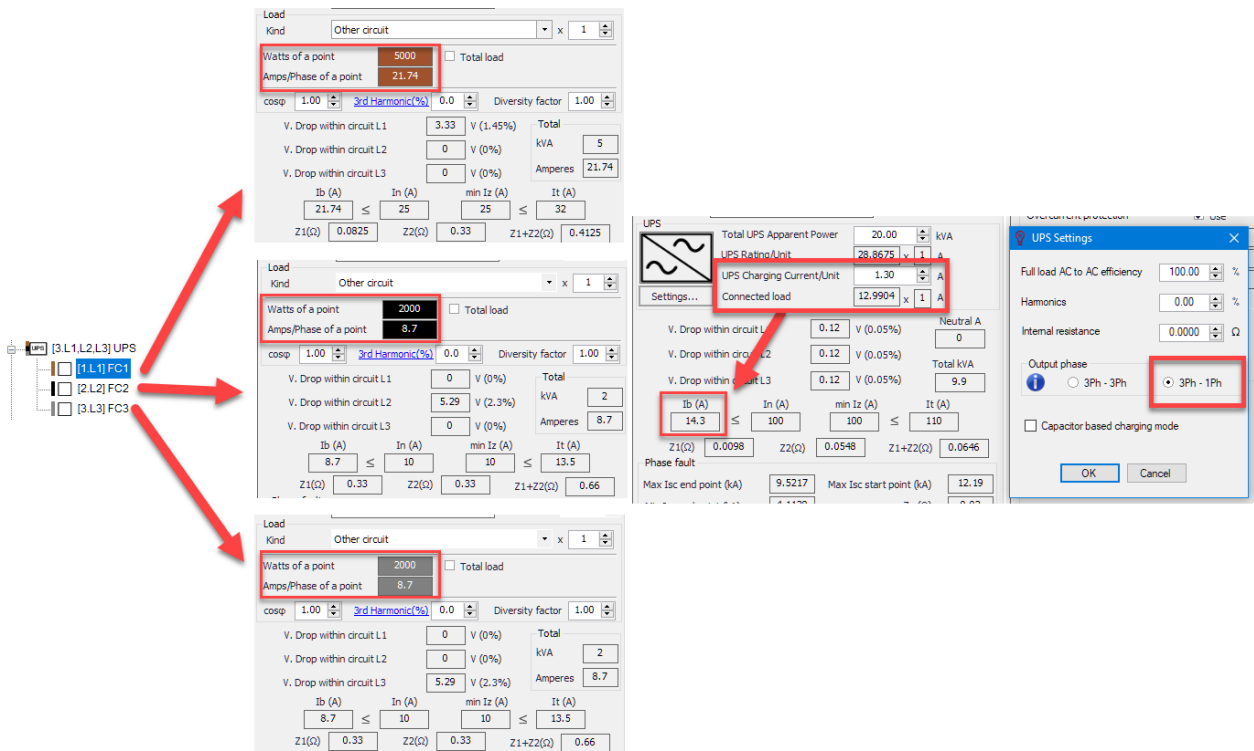 [3.L1,L2,L3] UPS
[1.L1] FC1
[2.L2] FC2
[3.L3] FC3
Load
Kind Other circuit x 1
Watts of a point 5000 Total load
Amps/Phase of a point 21.74
cosφ 1.00 3rd Harmonic(%) 0.0 Diversity factor 1.00
V. Drop within circuit L1 3.33 V (1.45%) Total
V. Drop within circuit L2 0 V (0%) kVA 5
V. Drop within circuit L3 0 V (0%) Amperes 21.74
Ib (A) In (A) min Iz (A) It (A)
21.74 ≤ 25 25 ≤ 32
Z1(Ω) 0.0825 Z2(Ω) 0.33 Z1+Z2(Ω) 0.4125
Load
Kind Other circuit x 1
Watts of a point 2000 Total load
Amps/Phase of a point 8.7
cosφ 1.00 3rd Harmonic(%) 0.0 Diversity factor 1.00
V. Drop within circuit L1 0 V (0%) Total
V. Drop within circuit L2 5.29 V (2.3%) kVA 2
V. Drop within circuit L3 0 V (0%) Amperes 8.7
Ib (A) In (A) min Iz (A) It (A)
8.7 ≤ 10 10 ≤ 13.5
Z1(Ω) 0.33 Z2(Ω) 0.33 Z1+Z2(Ω) 0.66
Load
Kind Other circuit x 1
Watts of a point 2000 Total load
Amps/Phase of a point 8.7
cosφ 1.00 3rd Harmonic(%) 0.0 Diversity factor 1.00
V. Drop within circuit L1 0 V (0%) Total
V. Drop within circuit L2 0 V (0%) kVA 2
V. Drop within circuit L3 5.29 V (2.3%) Amperes 8.7
Ib (A) In (A) min Iz (A) It (A)
8.7 ≤ 10 10 ≤ 13.5
Z1(Ω) 0.33 Z2(Ω) 0.33 Z1+Z2(Ω) 0.66
UPS
Total UPS Apparent Power 20.00 kVA
UPS Rating/Unit 28.8675 x 1 A
UPS Charging Current/Unit 1.30 A
Settings... Connected load 12.9904 x 1 A
V. Drop within circuit L 0.12 V (0.05%) Neutral A
0
V. Drop within circuit L2 0.12 V (0.05%)
Total kVA
V. Drop within circuit L3 0.12 V (0.05%) 9.9
Ib (A) In (A) min Iz (A) It (A)
14.3 ≤ 100 100 ≤ 110
Z1(Ω) 0.0098 Z2(Ω) 0.0548 Z1+Z2(Ω) 0.0646
Phase fault
Max Isc end point (kA) 9.5217 Max Isc start point (kA) 12.19
Overcurrent protection Use
UPS Settings
Full load AC to AC efficiency 100.00 %
Harmonics 0.00 %
Internal resistance 0.0000 Ω
Output phase
3Ph - 3Ph 3Ph - 1Ph
Capacitor based charging mode
OK Cancel